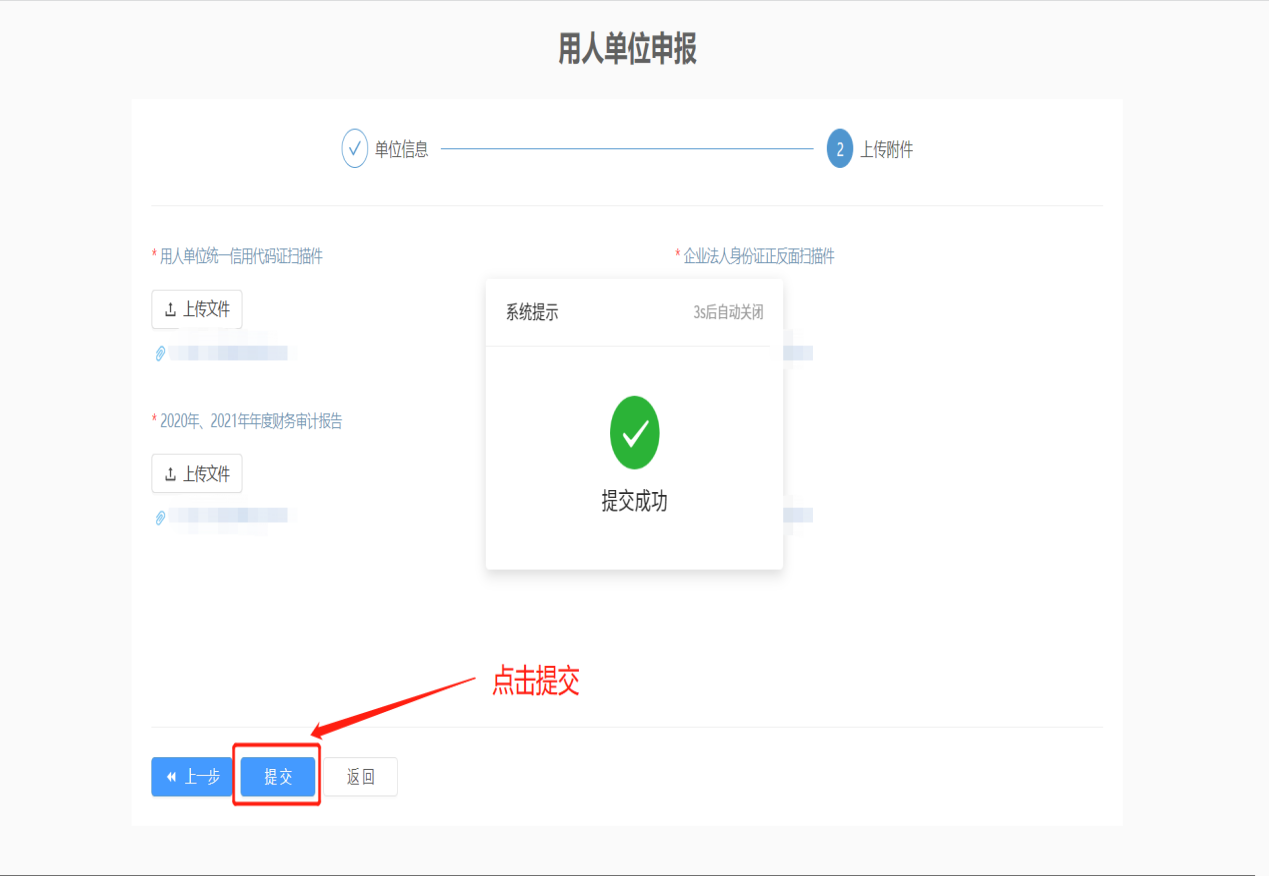 用人单位申报
单位信息
2 上传附件
* 用人单位统一信用代码证扫描件
* 企业法人身份证正反面扫描件
上传文件
系统提示
3s后自动关闭
* 2020年、2021年年度财务审计报告
上传文件
提交成功
点击提交
上一步
提交
返回